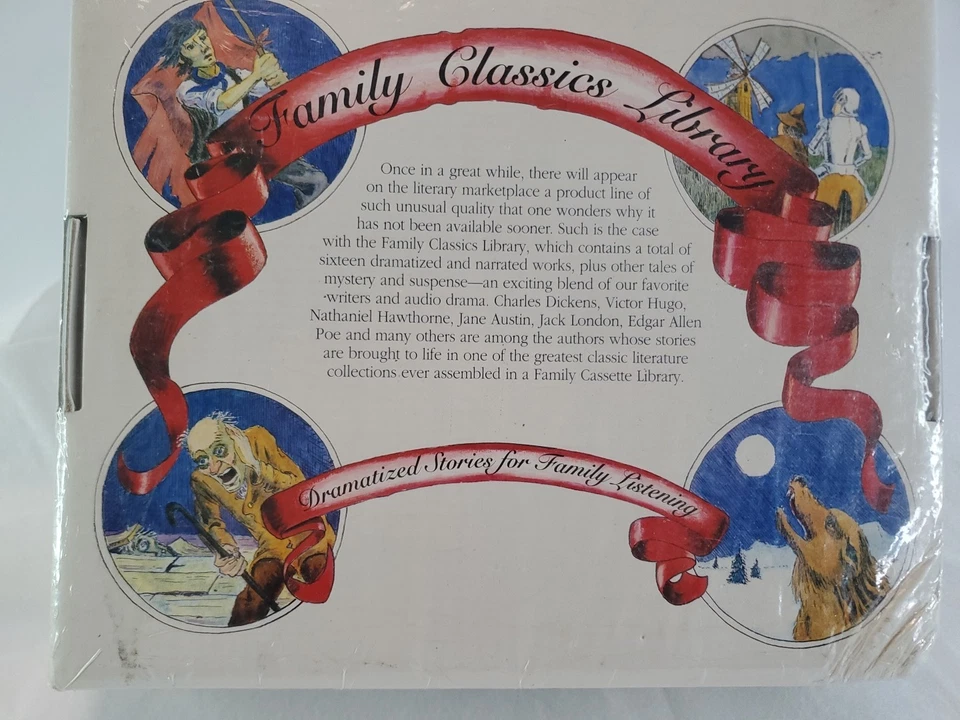 Family Classics Library
Once in a great while, there will appear
on the literary marketplace a product line of
such unusual quality that one wonders why it
has not been available sooner. Such is the case
with the Family Classics Library, which contains a total of
sixteen dramatized and narrated works, plus other tales of
mystery and suspense—an exciting blend of our favorite
writers and audio drama. Charles Dickens, Victor Hugo,
Nathaniel Hawthorne, Jane Austin, Jack London, Edgar Allen
Poe and many others are among the authors whose stories
are brought to life in one of the greatest classic literature
collections ever assembled in a Family Cassette Library.
Dramatized Stories for Family Listening